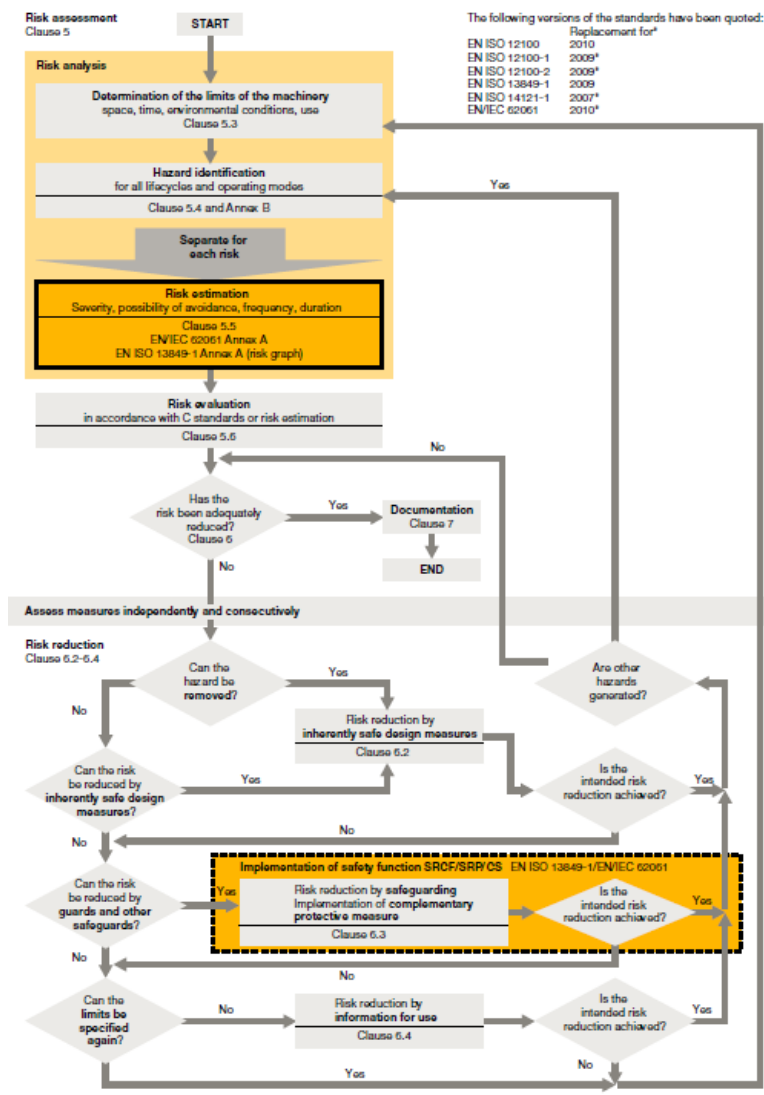 Risk assessment
Clause 5
START
The following versions of the standards have been quoted:
Replacement for*
EN ISO 12100 2010
EN ISO 12100-1 2009*
EN ISO 12100-2 2009*
EN ISO 13849-1 2009
EN ISO 14121-1 2007*
EN/IEC 62061 2010*
Risk analysis
Determination of the limits of the machinery
space, time, environmental conditions, use
Clause 5.3
Hazard identification
for all lifecycles and operating modes
Clause 5.4 and Annex B
Yes
Separate for
each risk
Risk estimation
Severity, possibility of avoidance, frequency, duration
Clause 5.5
EN/IEC 62061 Annex A
EN ISO 13849-1 Annex A (risk graph)
Risk evaluation
in accordance with C standards or risk estimation
Clause 5.6
No
Has the
risk been adequately
reduced?
Clause 6
Yes
Documentation
Clause 7
END
No
Assess measures independently and consecutively
Risk reduction
Clause 6.2-6.4
Can the
hazard be
removed?
Yes
No
Are other
hazards
generated?
Risk reduction by
inherently safe design measures
Clause 6.2
Can the risk
be reduced by
inherently safe design
measures?
Yes
No
Is the
intended risk
reduction achieved?
Yes
No
Implementation of safety function SRCF/SRP/CS EN ISO 13849-1/EN/IEC 62061
Can the risk
be reduced by
guards and other
safeguards?
Yes
No
Risk reduction by safeguarding
Implementation of complementary
protective measure
Clause 6.3
Is the
intended risk
reduction achieved?
Yes
No
Can the
limits be
specified
again?
No
Risk reduction by
information for use
Clause 6.4
Is the
intended risk
reduction achieved?
Yes
No
Yes